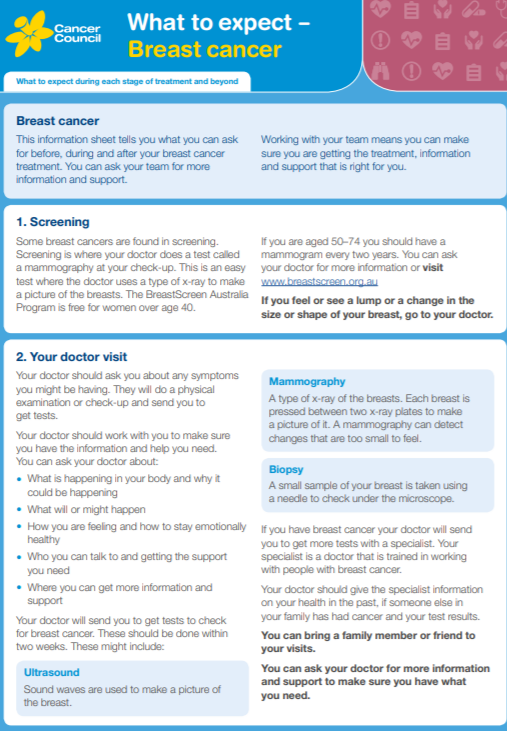 Cancer
Council
What to expect –
Breast cancer
What to expect during each stage of treatment and beyond
Breast cancer
This information sheet tells you what you can ask
for before, during and after your breast cancer
treatment. You can ask your team for more
information and support.
Working with your team means you can make
sure you are getting the treatment, information
and support that is right for you.
1. Screening
Some breast cancers are found in screening.
Screening is where your doctor does a test called
a mammography at your check-up. This is an easy
test where the doctor uses a type of x-ray to make
a picture of the breasts. The BreastScreen Australia
Program is free for women over age 40.
If you are aged 50–74 you should have a
mammogram every two years. You can ask
your doctor for more information or visit
www.breastscreen.org.au
If you feel or see a lump or a change in the
size or shape of your breast, go to your doctor.
2. Your doctor visit
Your doctor should ask you about any symptoms
you might be having. They will do a physical
examination or check-up and send you to
get tests.
Your doctor should work with you to make sure
you have the information and help you need.
You can ask your doctor about:
• What is happening in your body and why it
could be happening
• What will or might happen
• How you are feeling and how to stay emotionally
healthy
• Who you can talk to and getting the support
you need
• Where you can get more information and
support
Your doctor will send you to get tests to check
for breast cancer. These should be done within
two weeks. These might include:
Ultrasound
Sound waves are used to make a picture of
the breast.
Mammography
A type of x-ray of the breasts. Each breast is
pressed between two x-ray plates to make
a picture of it. A mammography can detect
changes that are too small to feel.
Biopsy
A small sample of your breast is taken using
a needle to check under the microscope.
If you have breast cancer your doctor will send
you to get more tests with a specialist. Your
specialist is a doctor that is trained in working
with people with breast cancer.
Your doctor should give the specialist information
on your health in the past, if someone else in
your family has had cancer and your test results.
You can bring a family member or friend to
your visits.
You can ask your doctor for more information
and support to make sure you have what
you need.